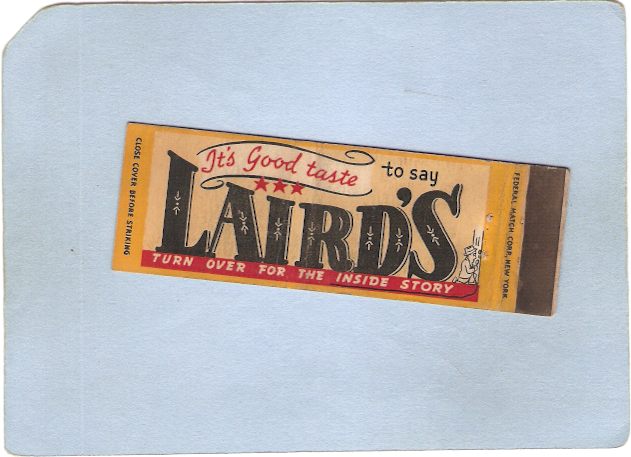 CLOSE COVER BEFORE STRIKING
It's Good taste
to say
LAIRD'S
TURN OVER FOR THE INSIDE STORY
FEDERAL MATCH CORP., NEW YORK